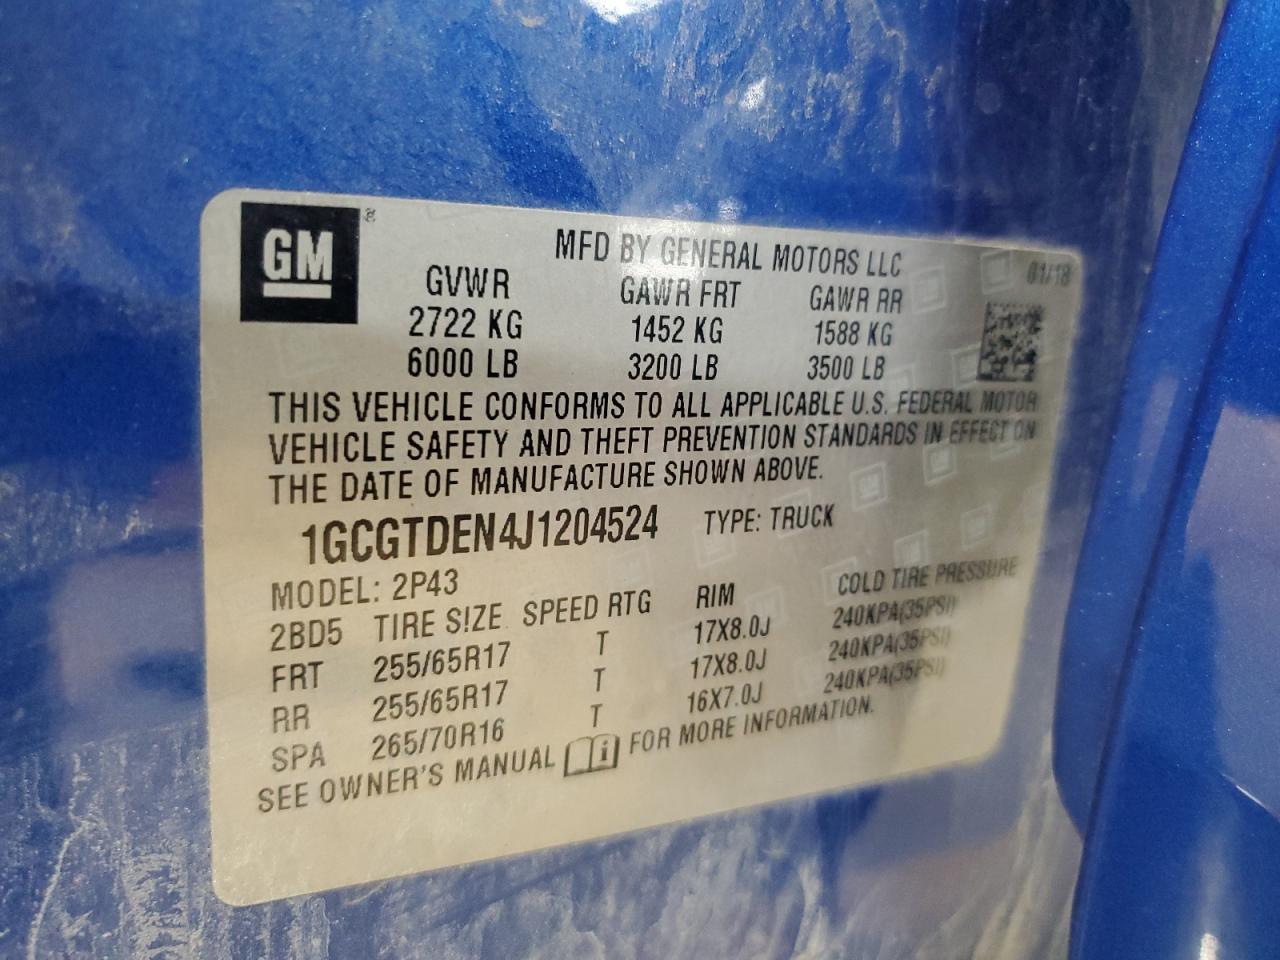 GM ®
MFD BY GENERAL MOTORS LLC 01/18
GVWR GAWR FRT GAWR RR
2722 KG 1452 KG 1588 KG
6000 LB 3200 LB 3500 LB
THIS VEHICLE CONFORMS TO ALL APPLICABLE U.S. FEDERAL MOTOR
VEHICLE SAFETY AND THEFT PREVENTION STANDARDS IN EFFECT ON
THE DATE OF MANUFACTURE SHOWN ABOVE.
1GCGTDEN4J1204524 TYPE: TRUCK
MODEL: 2P43
2BD5 TIRE SIZE SPEED RTG RIM COLD TIRE PRESSURE
FRT 255/65R17 T 17X8.0J 240KPA(35PSI)
RR 255/65R17 T 17X8.0J 240KPA(35PSI)
SPA 265/70R16 T 16X7.0J 240KPA(35PSI)
SEE OWNER'S MANUAL FOR MORE INFORMATION.